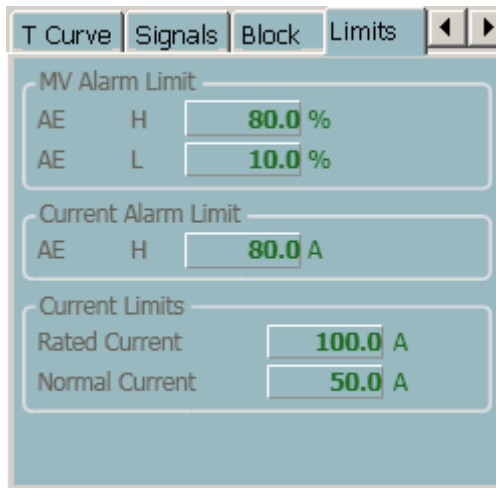 T Curve Signals Block Limits
MV Alarm Limit
AE H 80.0 %
AE L 10.0 %
Current Alarm Limit
AE H 80.0 A
Current Limits
Rated Current 100.0 A
Normal Current 50.0 A